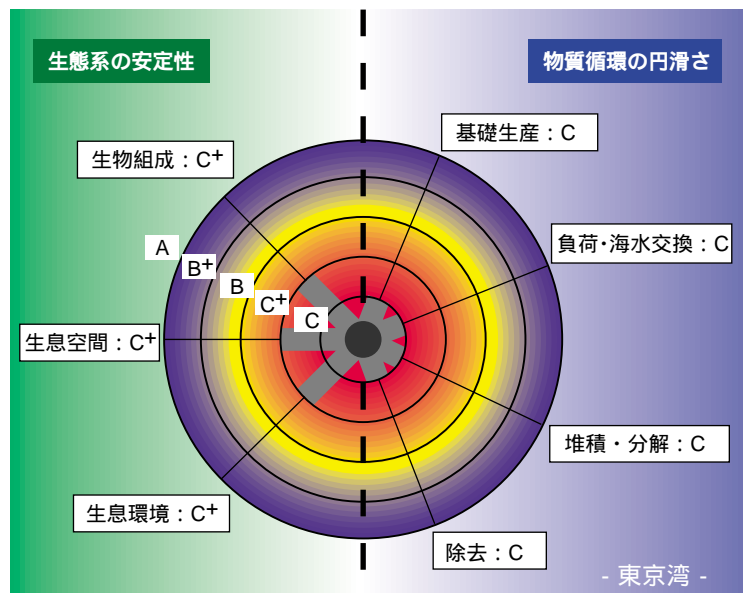 生態系の安定性
物質循環の円滑さ
基礎生産：C
生物組成：C+
負荷・海水交換：C
A
B+
B
C+
C
生息空間：C+
堆積・分解：C
生息環境：C+
除去：C
- 東京湾 -